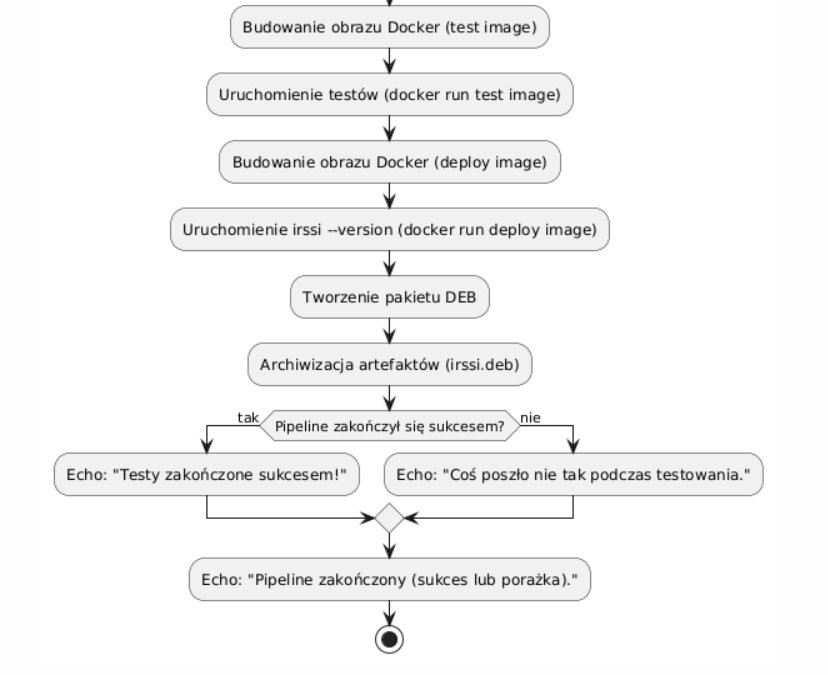 Budowanie obrazu Docker (test image)
Uruchomienie testów (docker run test image)
Budowanie obrazu Docker (deploy image)
Uruchomienie irssi --version (docker run deploy image)
Tworzenie pakietu DEB
Archiwizacja artefaktów (irssi.deb)
tak
Pipeline zakończył się sukcesem?
nie
Echo: "Testy zakończone sukcesem!"
Echo: "Coś poszło nie tak podczas testowania."
Echo: "Pipeline zakończony (sukces lub porażka)."